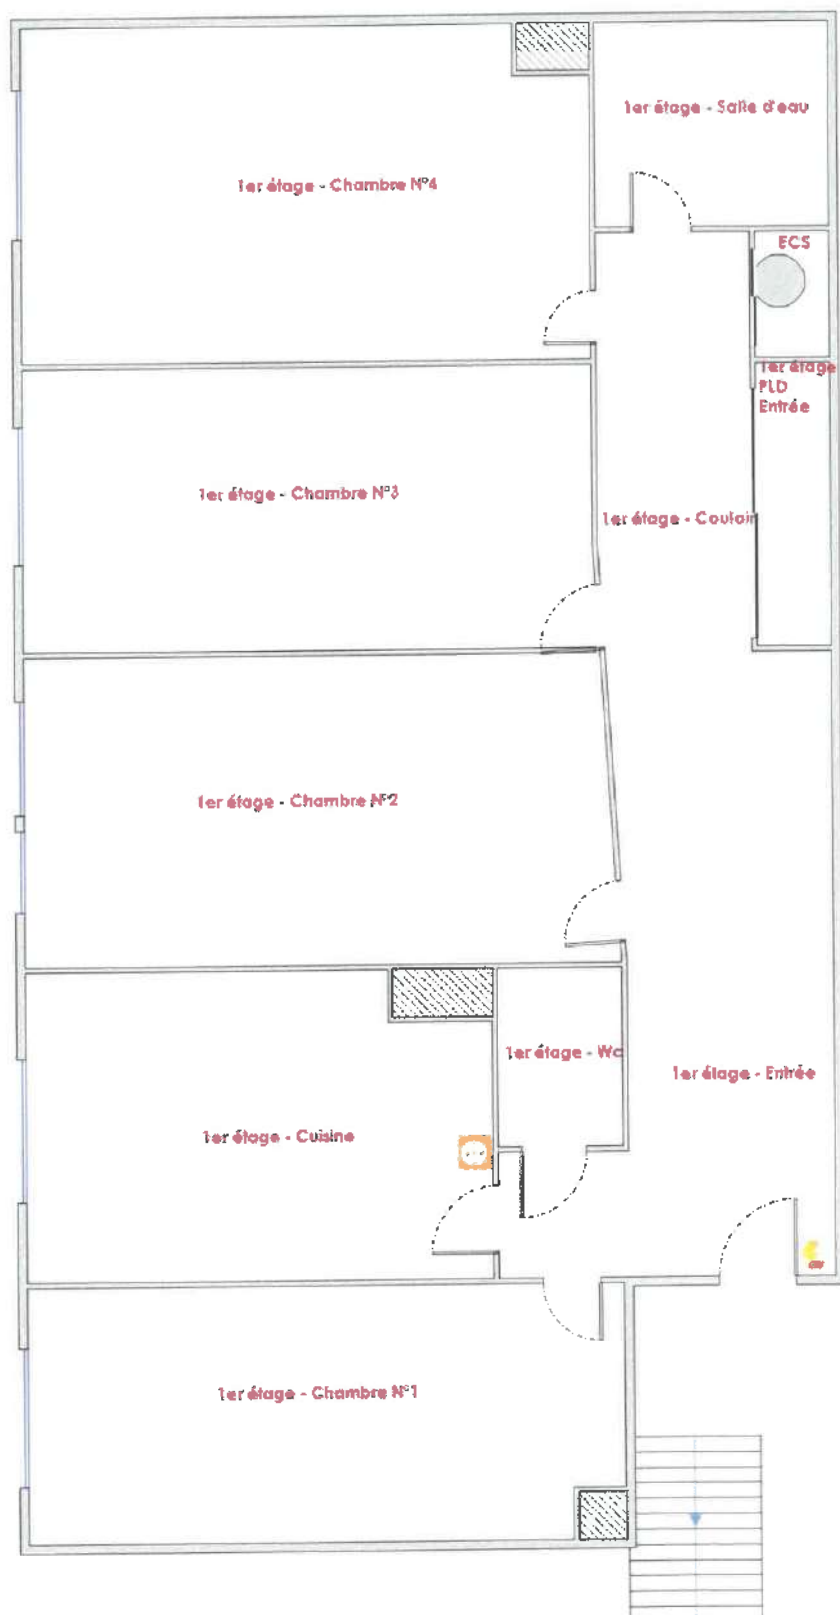 1er étage - Salle d'eau
1er étage - Chambre N°4
ECS
1er étage
PLD
Entrée
1er étage - Chambre N°3
1er étage - Couloir
1er étage - Chambre N°2
1er étage - Wc
1er étage - Entrée
1er étage - Cuisine
1er étage - Chambre N°1